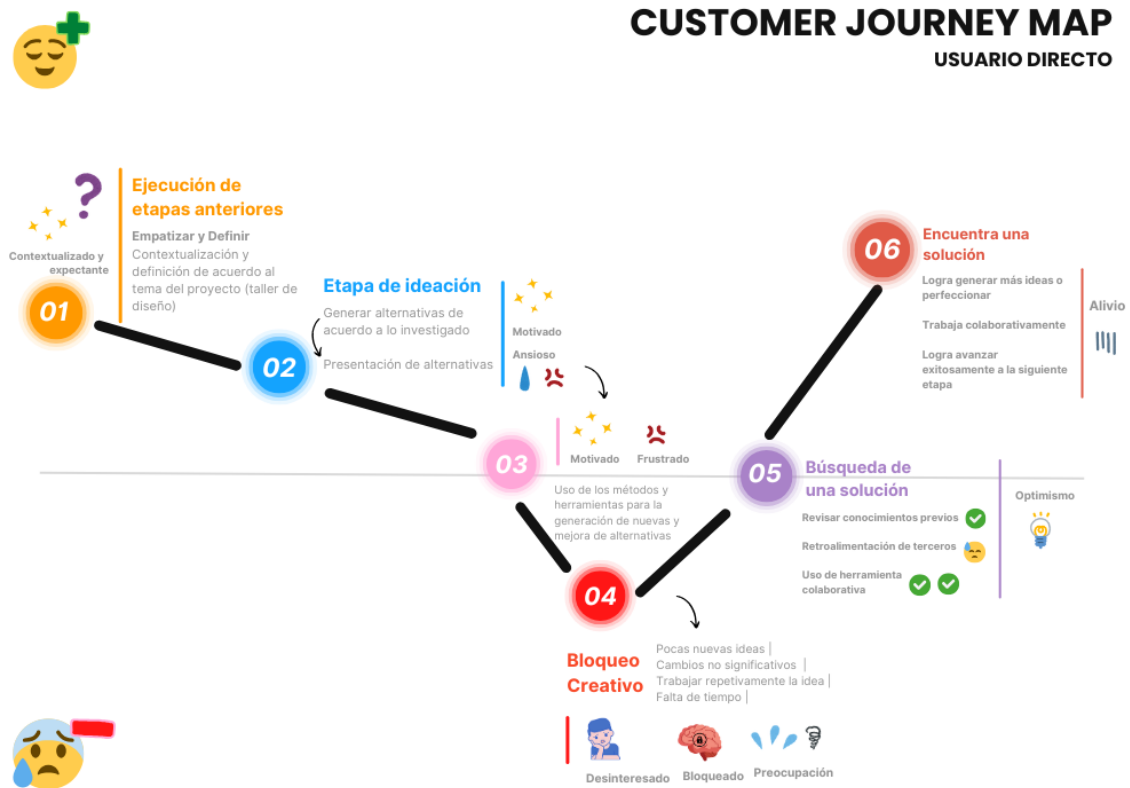 CUSTOMER JOURNEY MAP
USUARIO DIRECTO
?
Contextualizado y
expectante
01
Ejecución de
etapas anteriores
Empatizar y Definir
Contextualización y
definición de acuerdo al
tema del proyecto (taller de
diseño)
02
Etapa de ideación
Generar alternativas de
acuerdo a lo investigado
Presentación de alternativas
Motivado
Ansioso
03
Motivado
Frustrado
Uso de los métodos y
herramientas para la
generación de nuevas y
mejora de alternativas
04
Bloqueo
Creativo
Pocas nuevas ideas |
Cambios no significativos |
Trabajar repetivamente la idea |
Falta de tiempo |
Desinteresado
Bloqueado
Preocupación
05
Búsqueda de
una solución
Revisar conocimientos previos
Retroalimentación de terceros
Uso de herramienta
colaborativa
Optimismo
06
Encuentra una
solución
Logra generar más ideas o
perfeccionar
Trabaja colaborativamente
Logra avanzar
exitosamente a la siguiente
etapa
Alivio